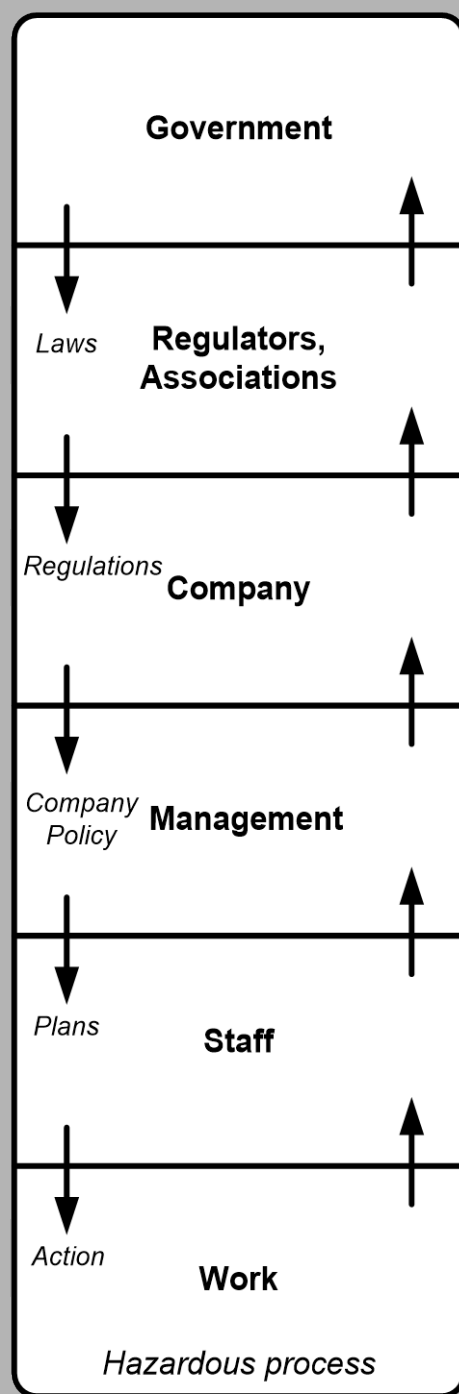 Government
Laws
Regulators,
Associations
Regulations
Company
Company
Policy
Management
Plans
Staff
Action
Work
Hazardous process